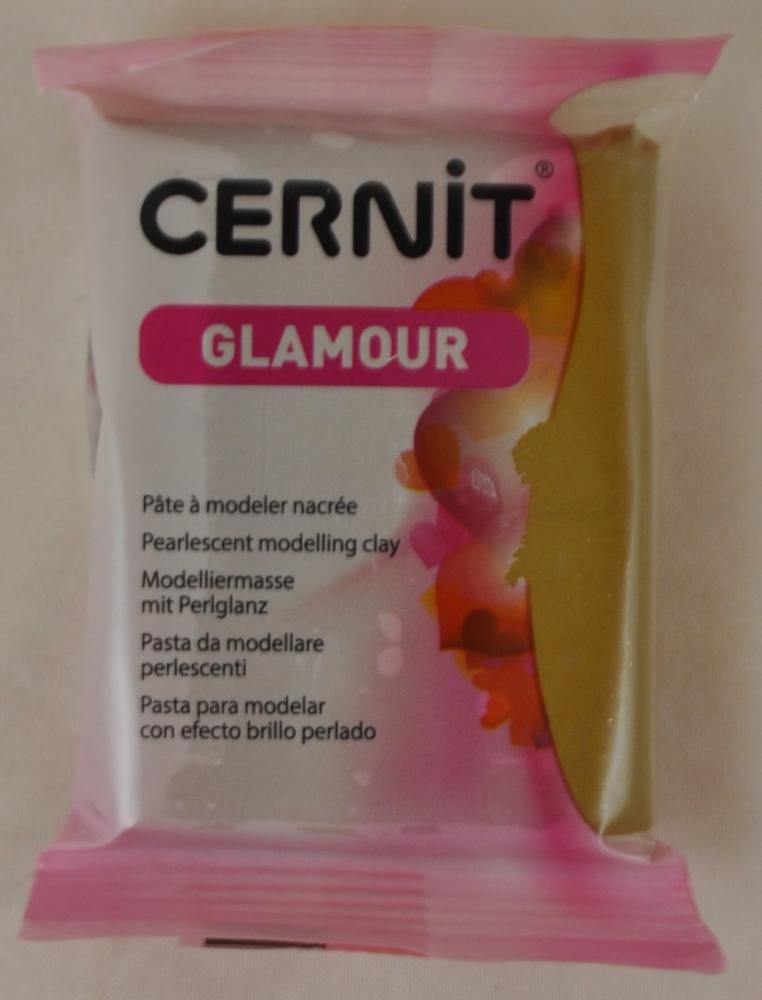 CERNiT®
GLAMOUR
Pâte à modeler nacrée
Pearlescent modelling clay
Modelliermasse
mit Perlglanz
Pasta da modellare
perlescenti
Pasta para modelar
con efecto brillo perlado